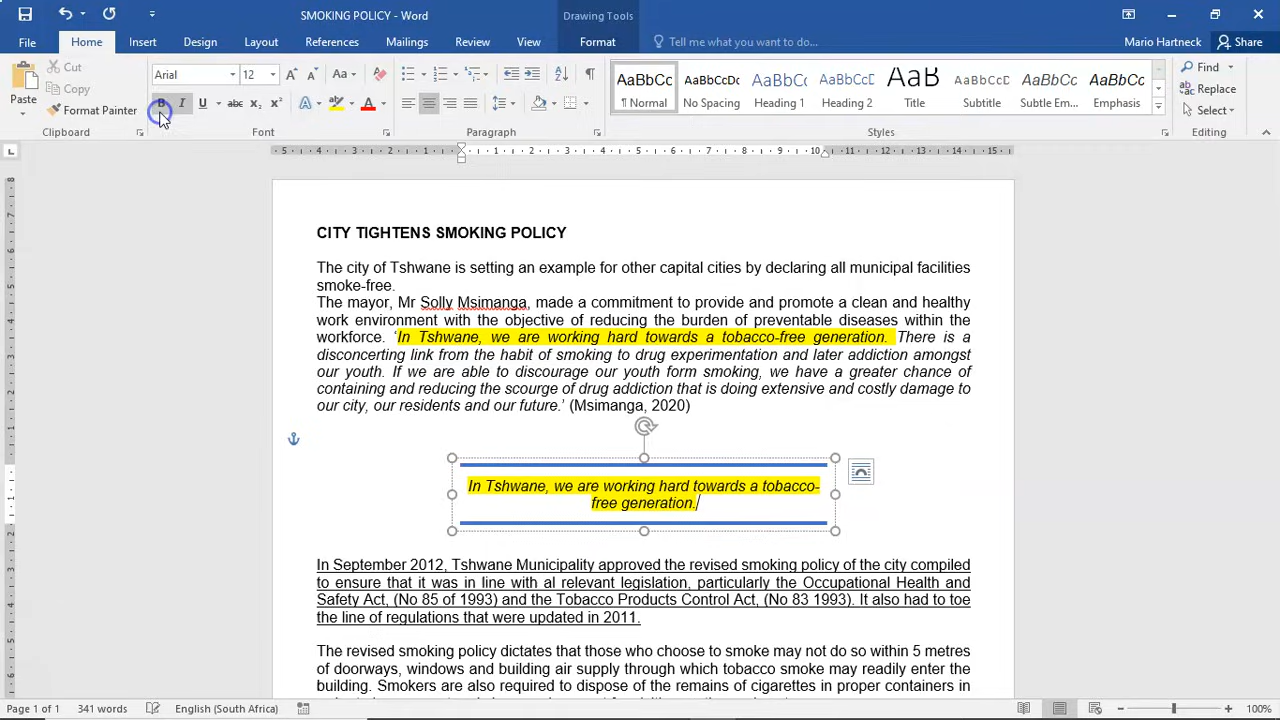 SMOKING POLICY - Word
Drawing Tools
File Home Insert Design Layout References Mailings Review View Format Tell me what you want to do... Mario Hartneck Share
Paste
Cut
Copy
Format Painter
Clipboard
Arial 12
Font
Paragraph
AaBbCc AaBbCcDc AaBbCc AaBbCcDc AaB AaBbCcD AaBbCcDc AaBbCcDc
¶ Normal No Spacing Heading 1 Heading 2 Title Subtitle Subtle Em... Emphasis
Styles
Find
Replace
Select
Editing
CITY TIGHTENS SMOKING POLICY
The city of Tshwane is setting an example for other capital cities by declaring all municipal facilities
smoke-free.
The mayor, Mr Solly Msimanga, made a commitment to provide and promote a clean and healthy
work environment with the objective of reducing the burden of preventable diseases within the
workforce. ‘In Tshwane, we are working hard towards a tobacco-free generation. There is a
disconcerting link from the habit of smoking to drug experimentation and later addiction amongst
our youth. If we are able to discourage our youth form smoking, we have a greater chance of
containing and reducing the scourge of drug addiction that is doing extensive and costly damage to
our city, our residents and our future.’ (Msimanga, 2020)
In Tshwane, we are working hard towards a tobacco-
free generation.
In September 2012, Tshwane Municipality approved the revised smoking policy of the city compiled
to ensure that it was in line with al relevant legislation, particularly the Occupational Health and
Safety Act, (No 85 of 1993) and the Tobacco Products Control Act, (No 83 1993). It also had to toe
the line of regulations that were updated in 2011.
The revised smoking policy dictates that those who choose to smoke may not do so within 5 metres
of doorways, windows and building air supply through which tobacco smoke may readily enter the
building. Smokers are also required to dispose of the remains of cigarettes in proper containers in
Page 1 of 1 341 words English (South Africa) 100%